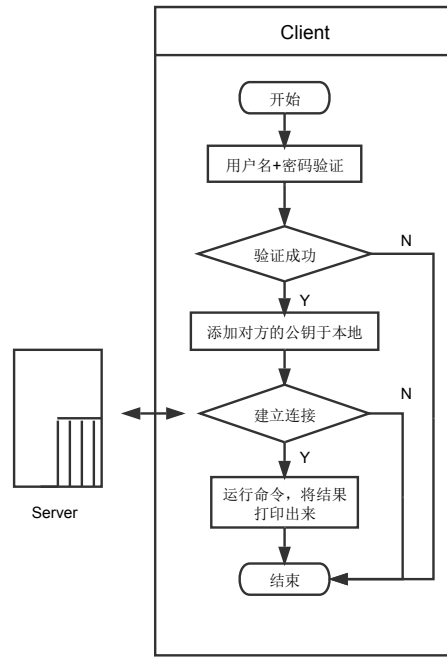 Client
开始
用户名+密码验证
验证成功
N
Y
添加对方的公钥于本地
建立连接
N
Y
运行命令，将结果
打印出来
结束
Server